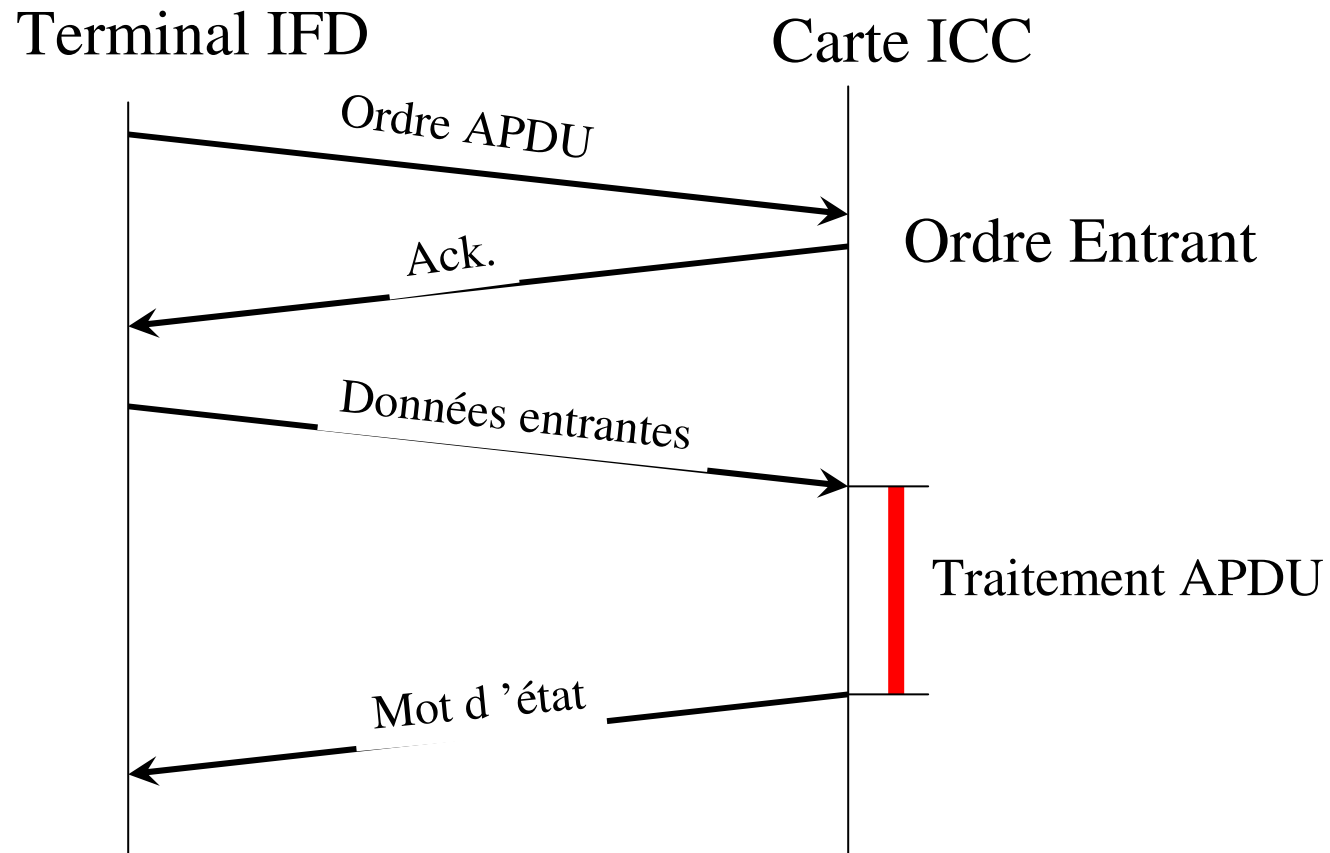 Terminal IFD
Carte ICC
Ordre APDU
Ordre Entrant
Ack.
Données entrantes
Traitement APDU
Mot d ’état